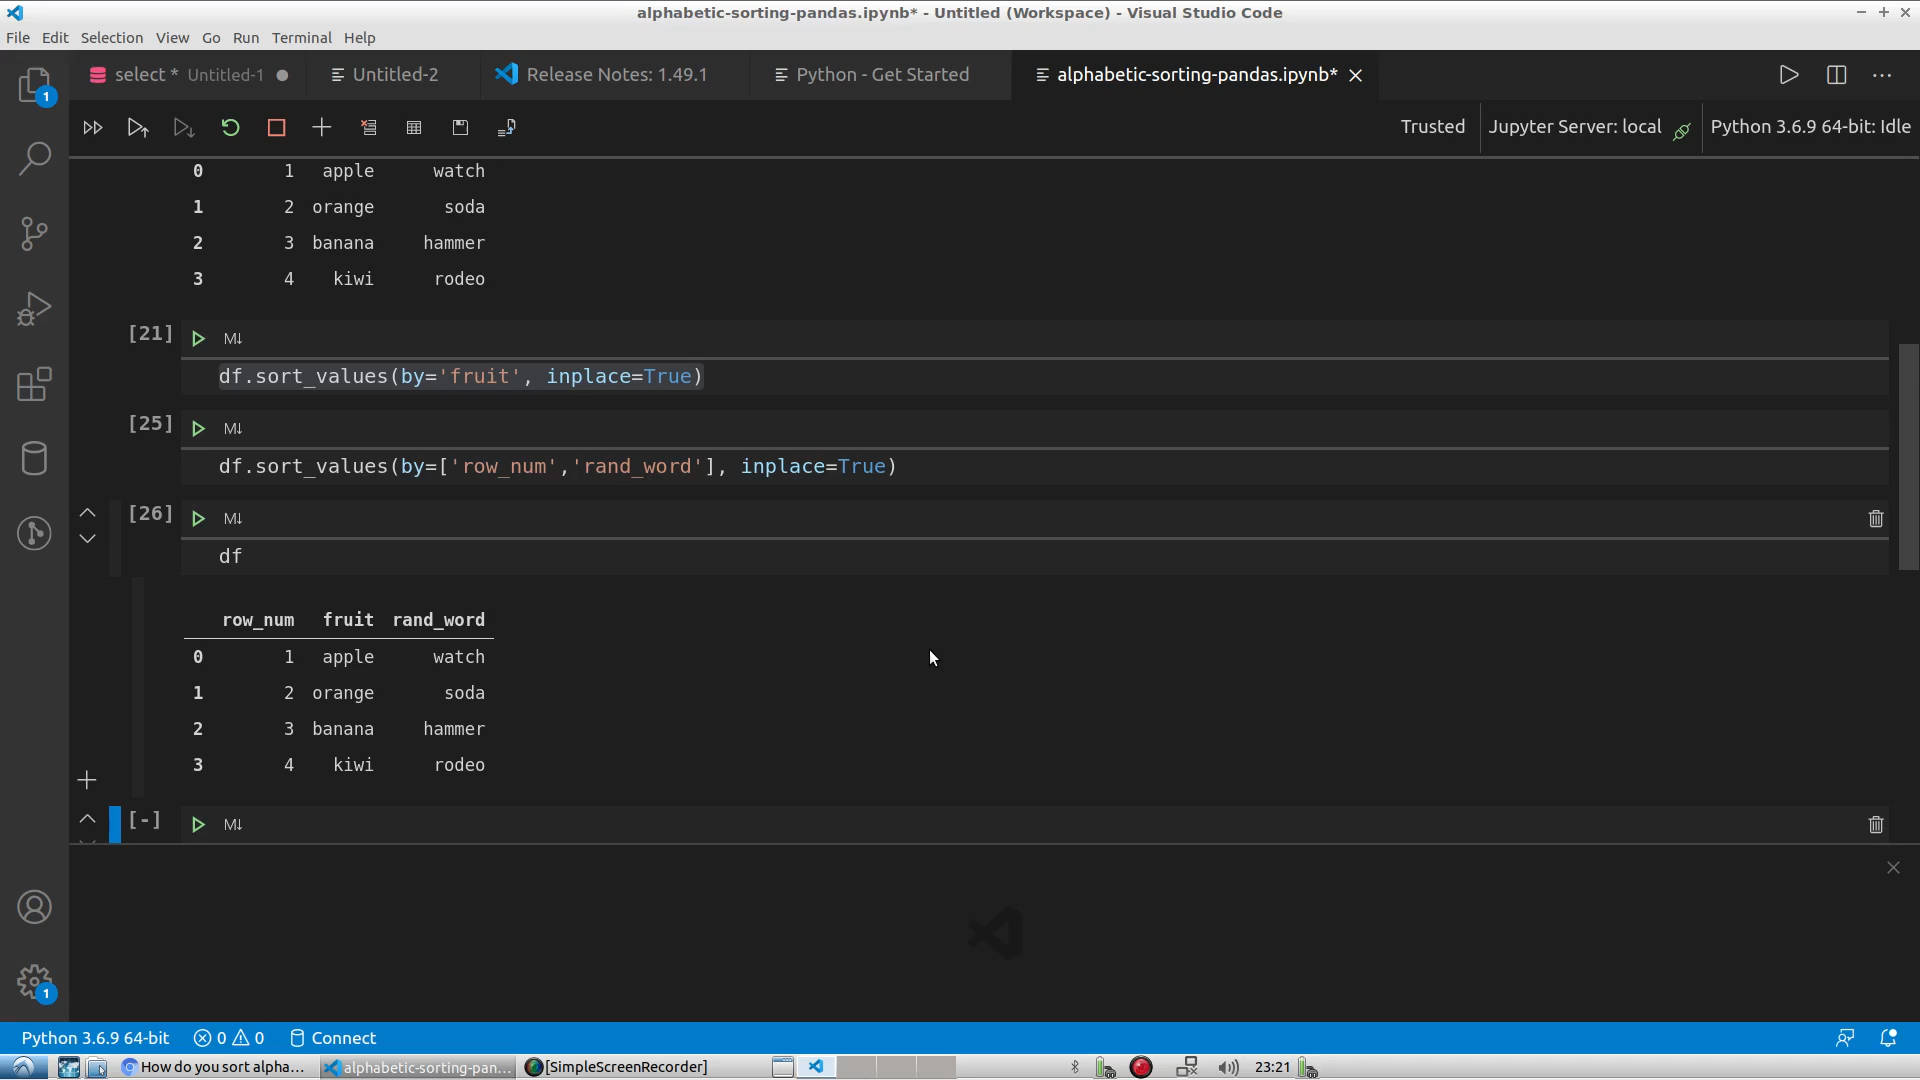 alphabetic-sorting-pandas.ipynb* - Untitled (Workspace) - Visual Studio Code
File Edit Selection View Go Run Terminal Help
select * Untitled-1 Untitled-2 Release Notes: 1.49.1 Python - Get Started alphabetic-sorting-pandas.ipynb*
Trusted Jupyter Server: local Python 3.6.9 64-bit: Idle
0 1 apple watch
1 2 orange soda
2 3 banana hammer
3 4 kiwi rodeo
[21] M↓
df.sort_values(by='fruit', inplace=True)
[25] M↓
df.sort_values(by=['row_num','rand_word'], inplace=True)
[26] M↓
df
row_num fruit rand_word
0 1 apple watch
1 2 orange soda
2 3 banana hammer
3 4 kiwi rodeo
[-] M↓
1
1
Python 3.6.9 64-bit 0 0 Connect
How do you sort alpha... alphabetic-sorting-pan... [SimpleScreenRecorder] 23:21